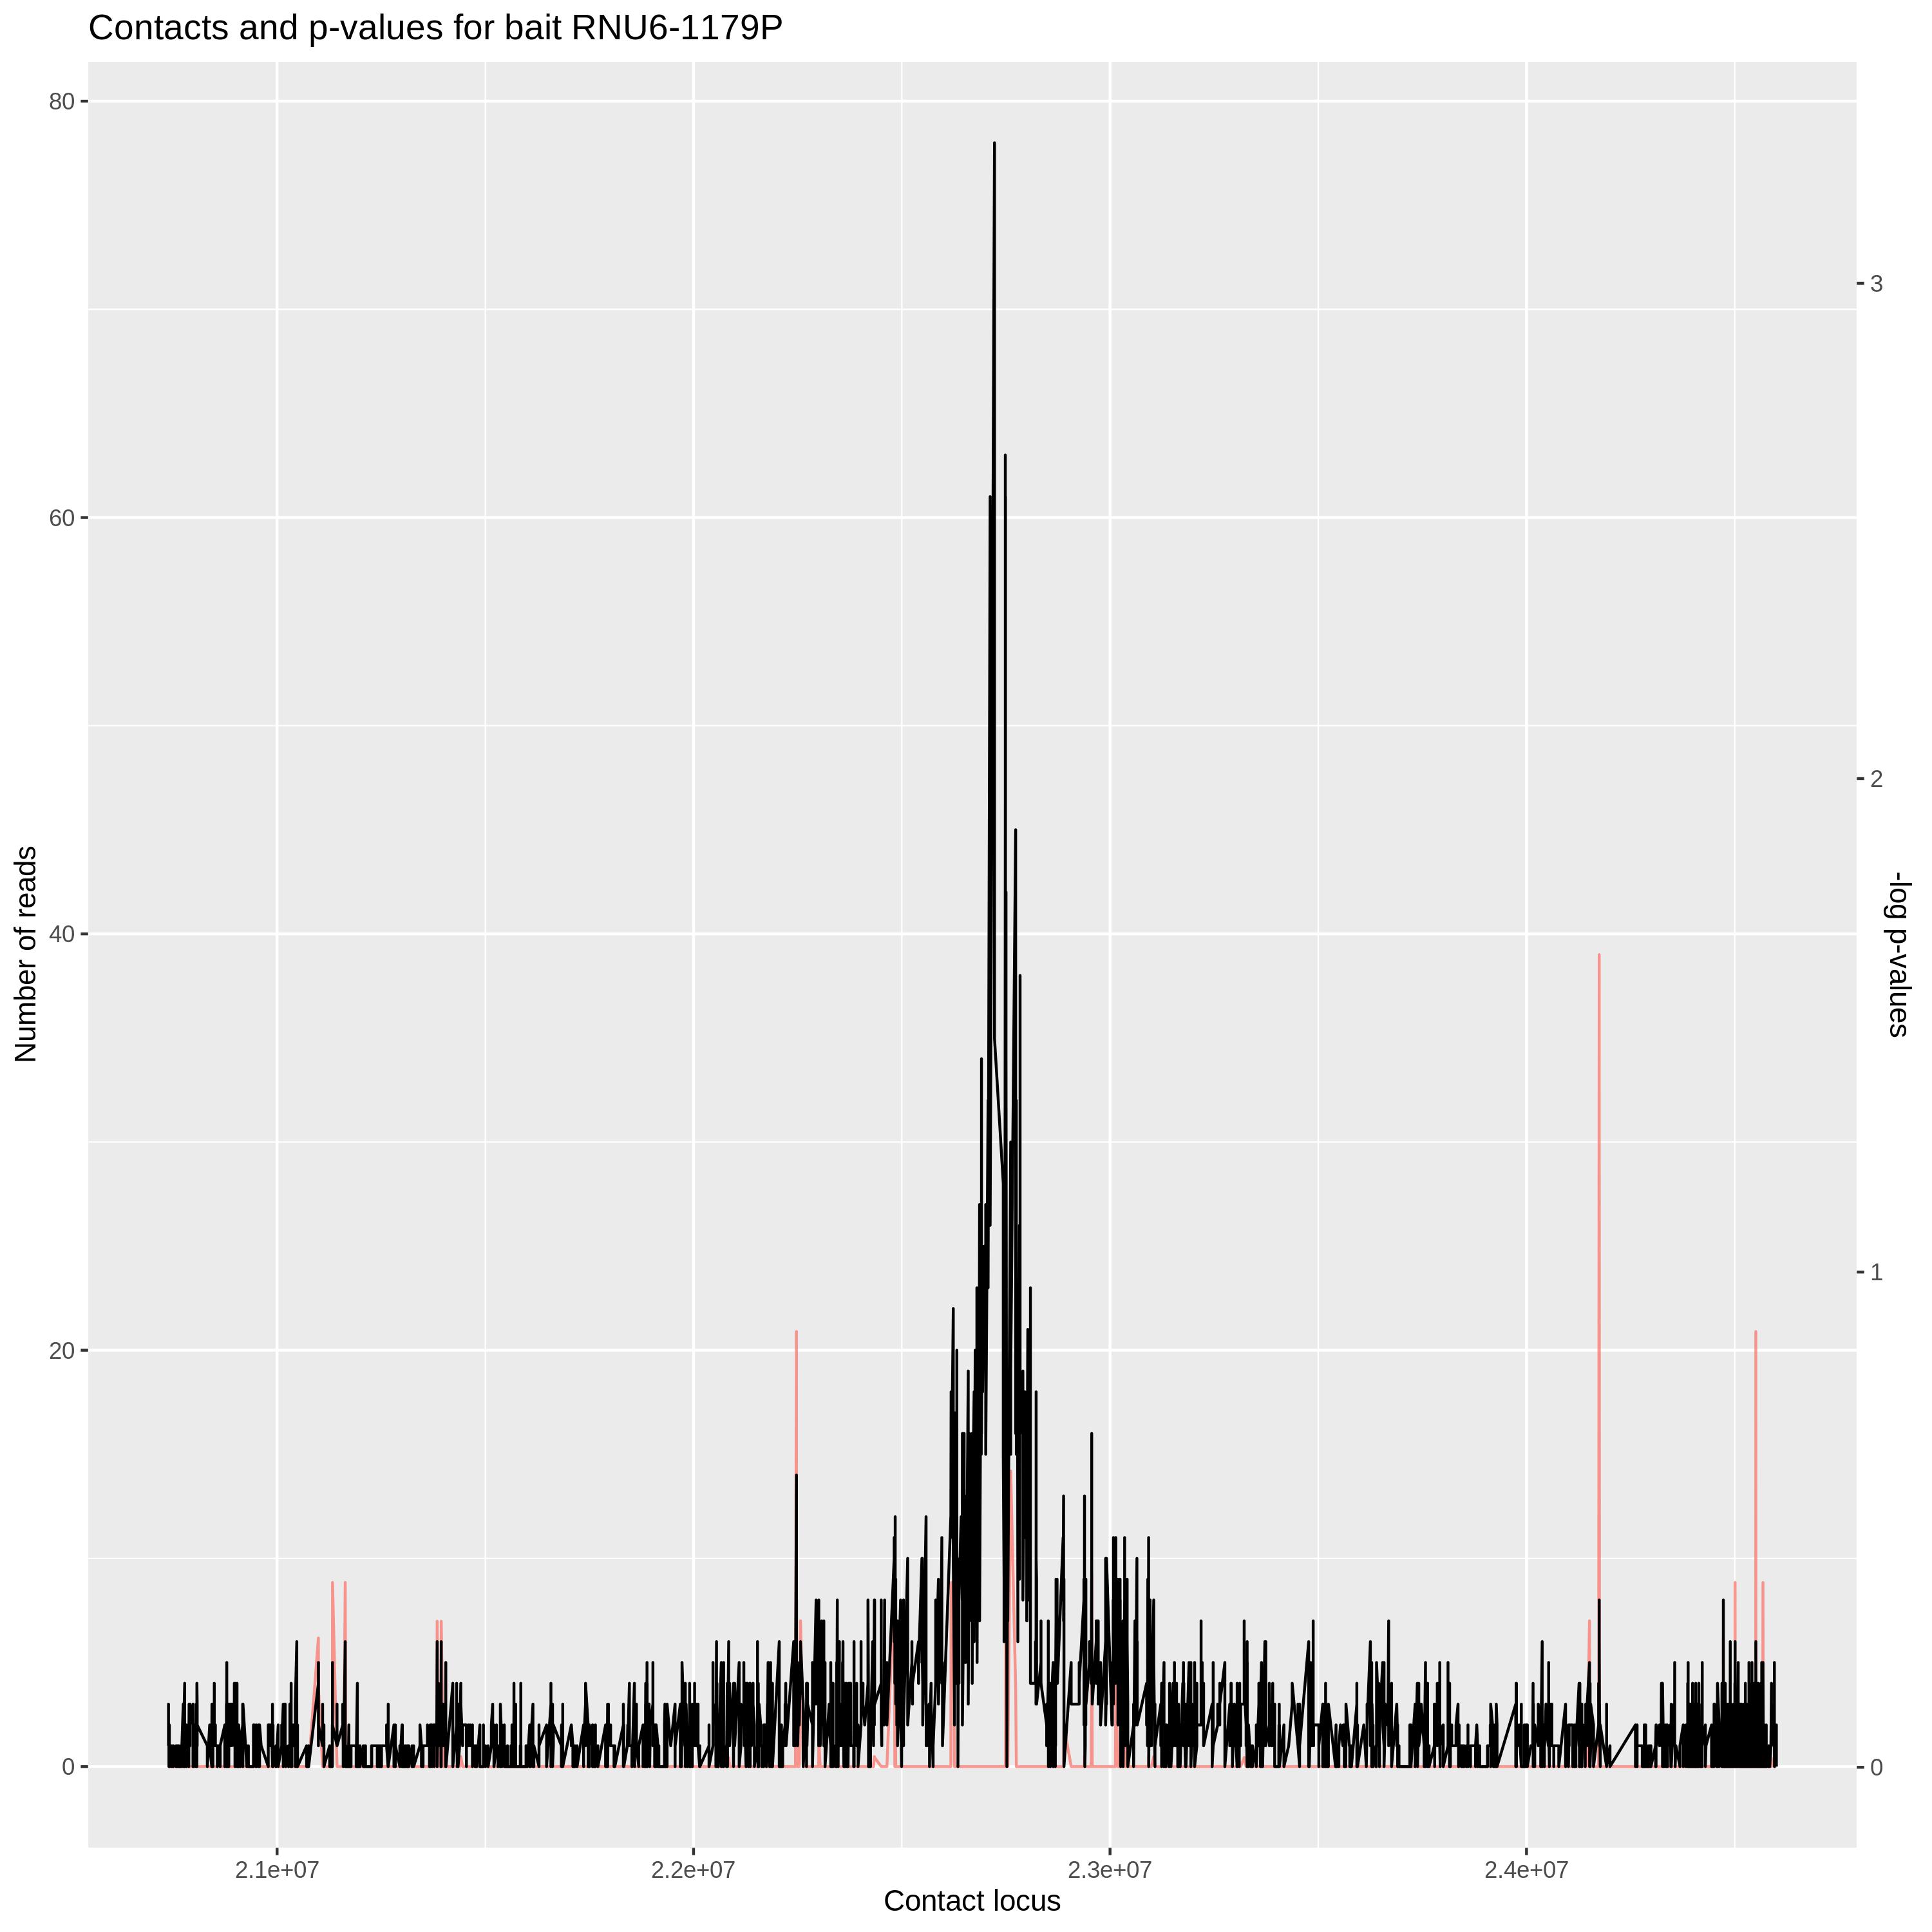 Contacts and p-values for bait RNU6-1179P
80
60
40
20
0
3
2
1
0
Number of reads
-log p-values
2.1e+07
2.2e+07
2.3e+07
2.4e+07
Contact locus